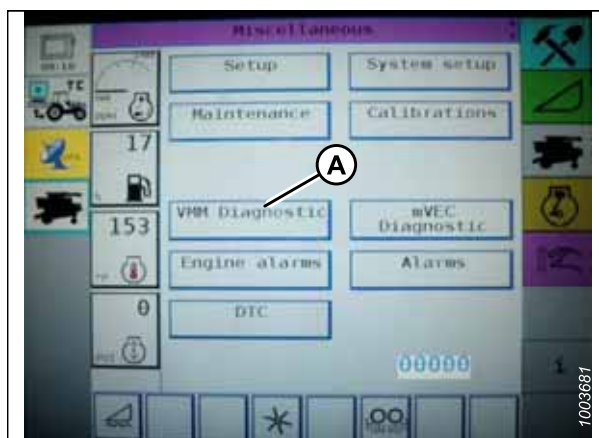 Miscellaneous
TC
Setup
System setup
Maintenance
Calibrations
17
A
VMM Diagnostic
mVEC
Diagnostic
153
Engine alarms
Alarms
0
DTC
00000
i
1003681